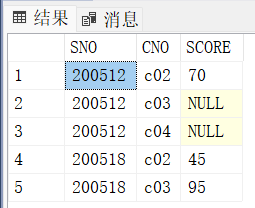 结果 消息
SNO CNO SCORE
1 200512 c02 70
2 200512 c03 NULL
3 200512 c04 NULL
4 200518 c02 45
5 200518 c03 95